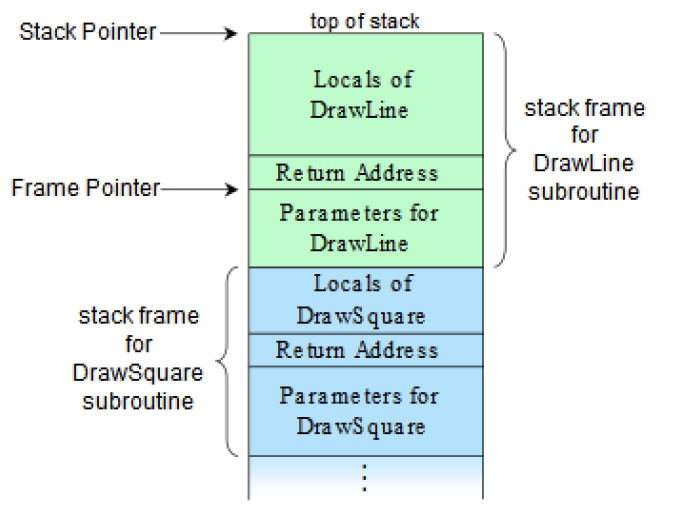 top of stack
Stack Pointer
Locals of
DrawLine
stack frame
for
DrawLine
subroutine
Return Address
Frame Pointer
Parameters for
DrawLine
Locals of
DrawSquare
stack frame
for
DrawSquare
subroutine
Return Address
Parameters for
DrawSquare
⋮